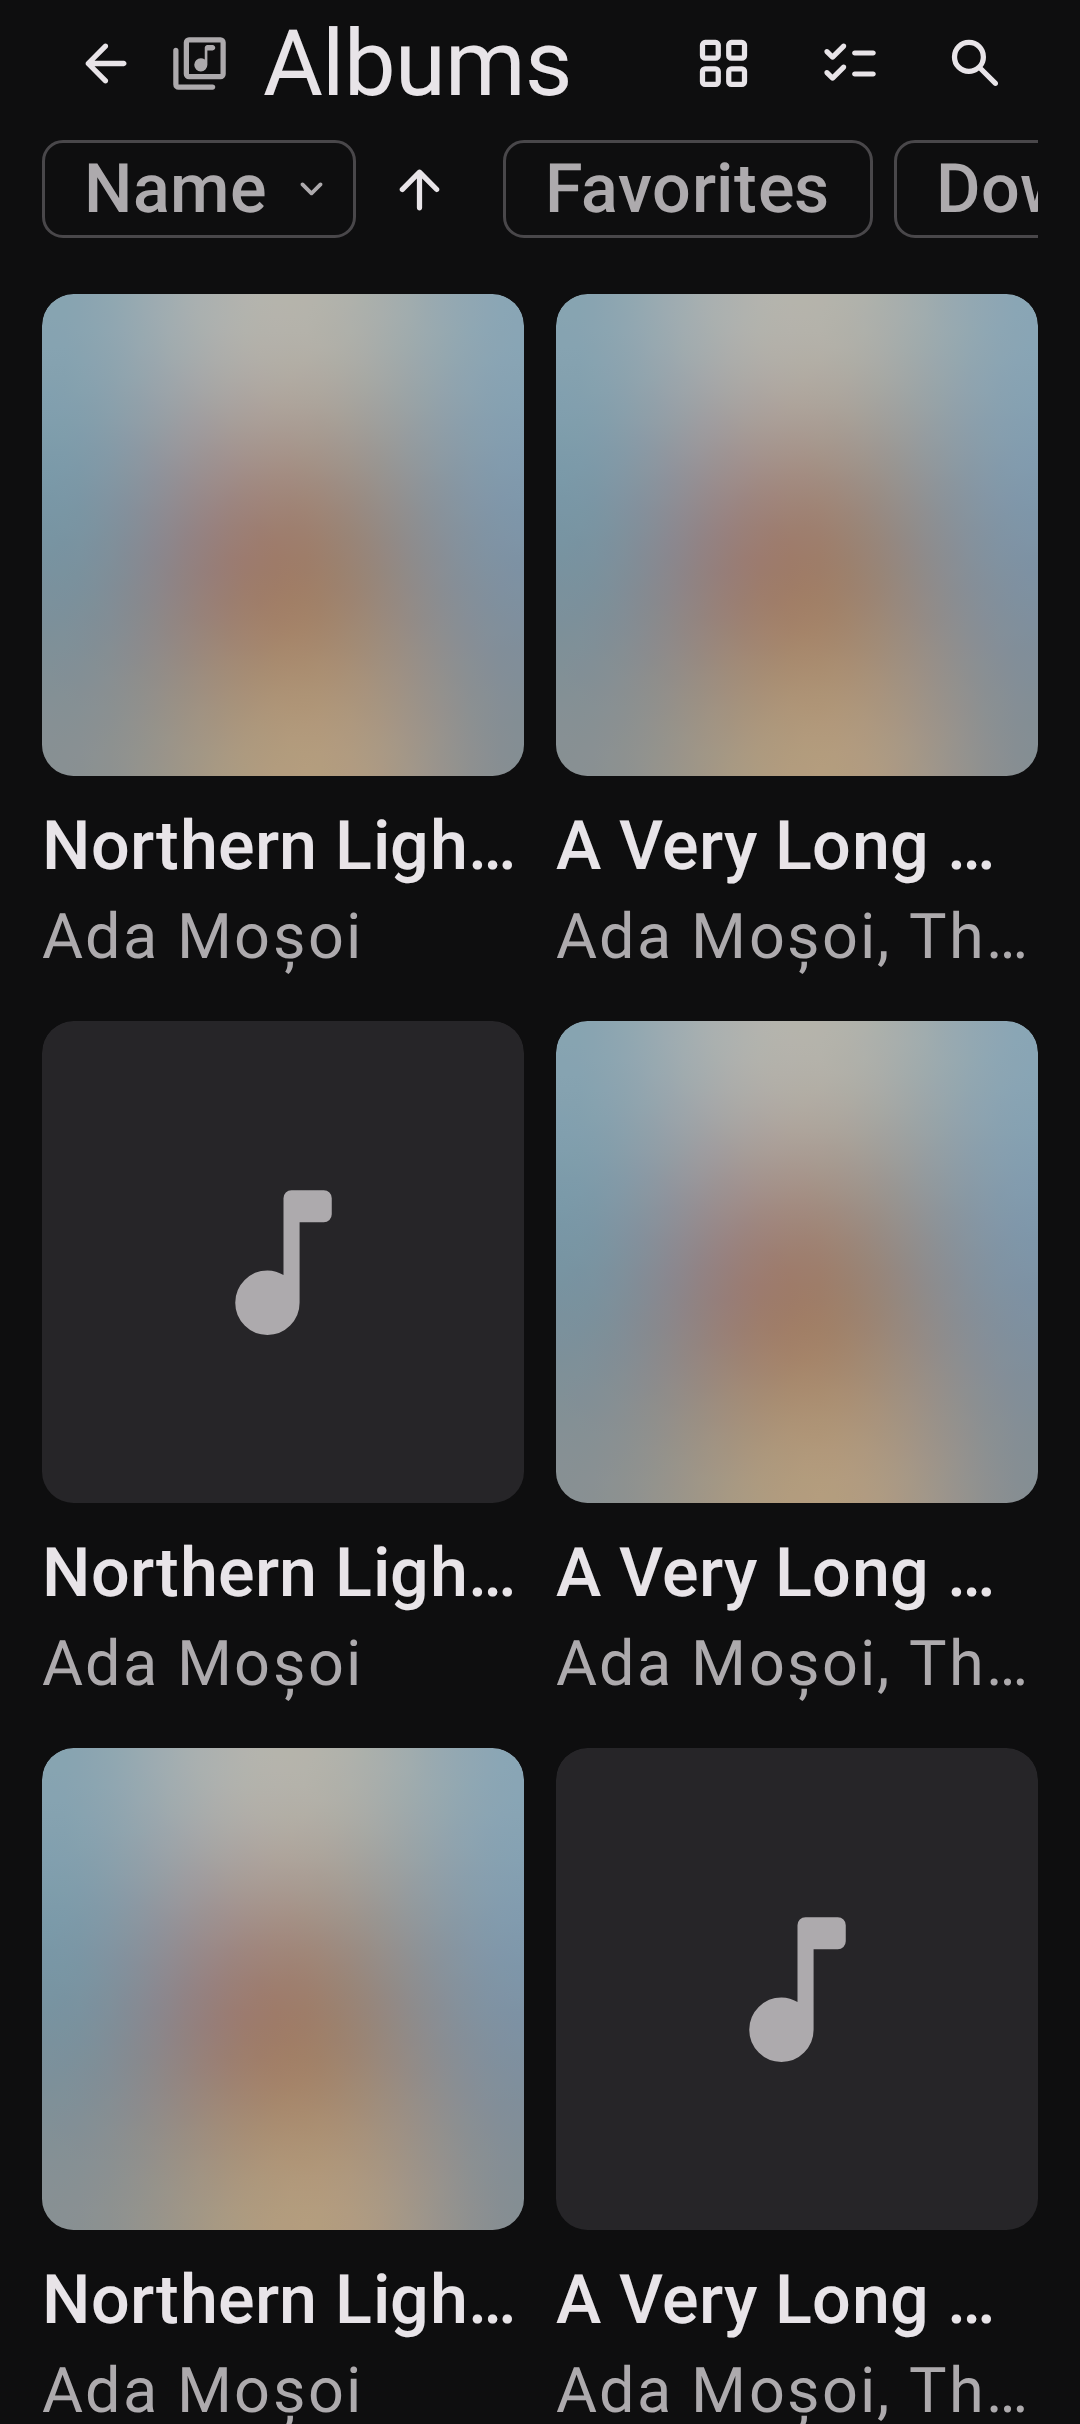 Albums
Name
Favorites
Dow
Northern Ligh…
A Very Long …
Ada Moșoi
Ada Moșoi, Th…
Northern Ligh…
A Very Long …
Ada Moșoi
Ada Moșoi, Th…
Northern Ligh…
A Very Long …
Ada Moșoi
Ada Moșoi, Th…